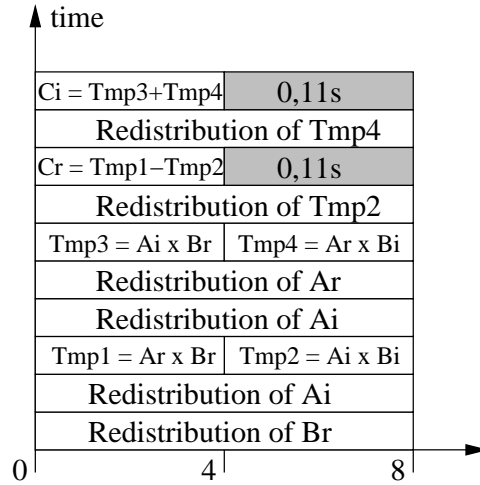 time
Ci = Tmp3+Tmp4 0,11s
Redistribution of Tmp4
Cr = Tmp1−Tmp2 0,11s
Redistribution of Tmp2
Tmp3 = Ai x Br Tmp4 = Ar x Bi
Redistribution of Ar
Redistribution of Ai
Tmp1 = Ar x Br Tmp2 = Ai x Bi
Redistribution of Ai
Redistribution of Br
0 4 8